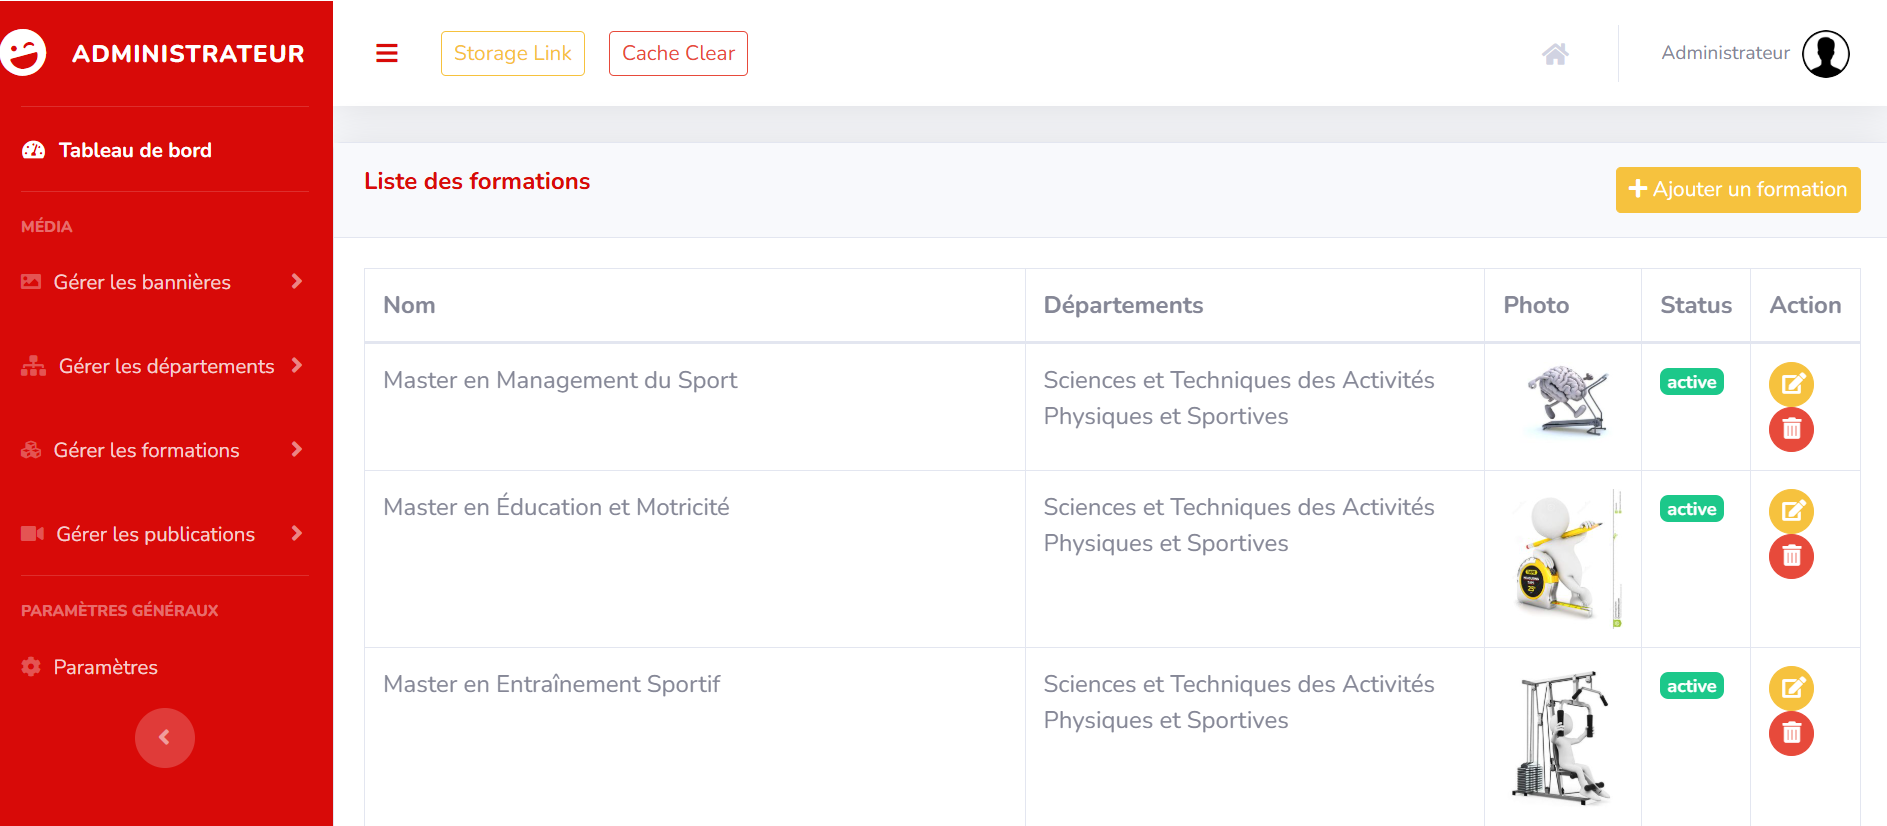 ADMINISTRATEUR
Storage Link
Cache Clear
Administrateur
Tableau de bord
MÉDIA
Gérer les bannières
Gérer les départements
Gérer les formations
Gérer les publications
PARAMÈTRES GÉNÉRAUX
Paramètres
Liste des formations
Ajouter un formation
Nom Départements Photo Status Action
Master en Management du Sport Sciences et Techniques des Activités active
Physiques et Sportives
Master en Éducation et Motricité Sciences et Techniques des Activités active
Physiques et Sportives
Master en Entraînement Sportif Sciences et Techniques des Activités active
Physiques et Sportives